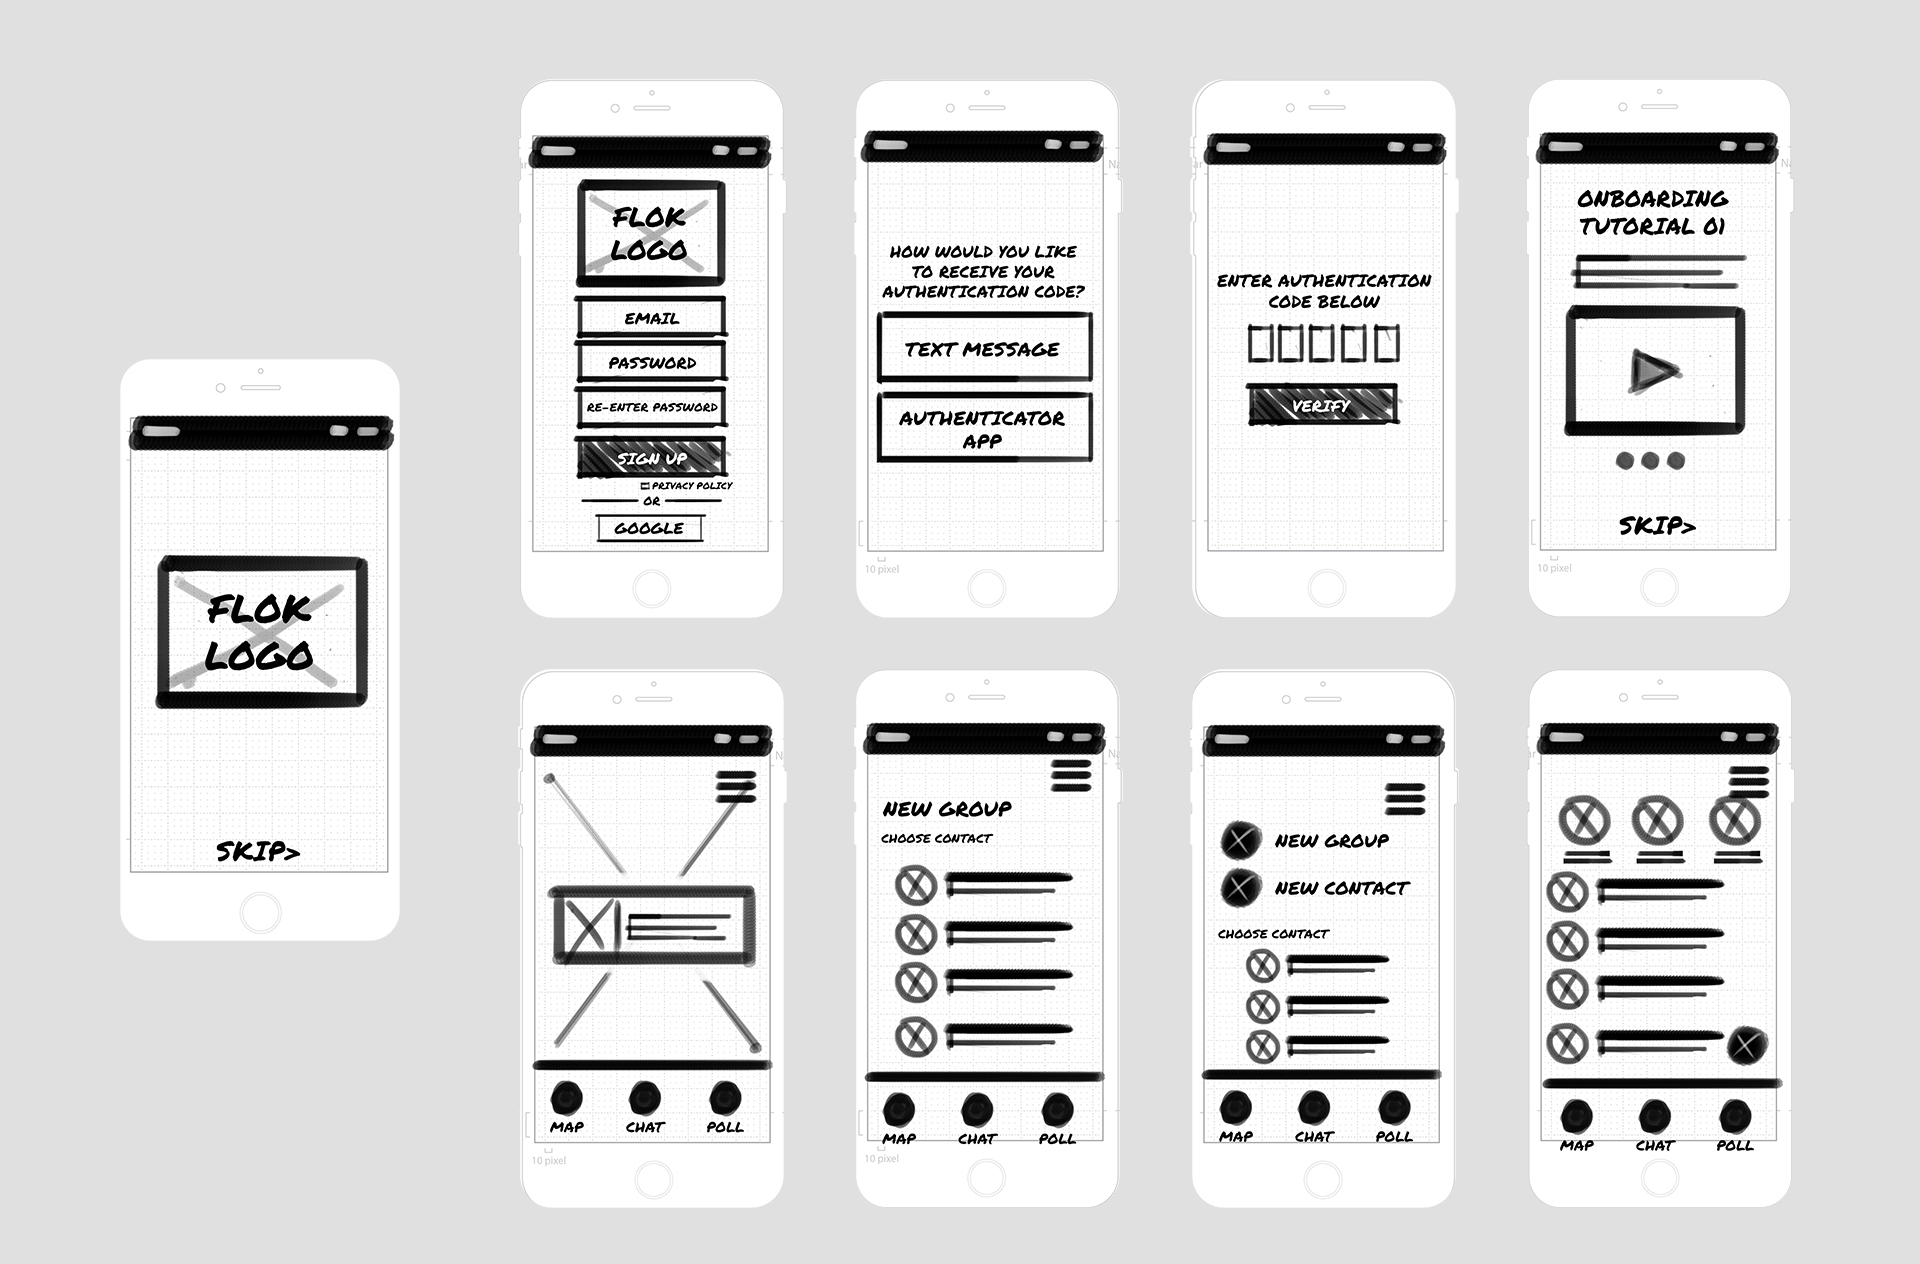 FLOK
LOGO
SKIP>
FLOK
LOGO
EMAIL
PASSWORD
RE-ENTER PASSWORD
SIGN UP
PRIVACY POLICY
OR
GOOGLE
HOW WOULD YOU LIKE
TO RECEIVE YOUR
AUTHENTICATION CODE?
TEXT MESSAGE
AUTHENTICATOR
APP
10 pixel
ENTER AUTHENTICATION
CODE BELOW
VERIFY
ONBOARDING
TUTORIAL 01
SKIP>
10 pixel
MAP CHAT POLL
10 pixel
NEW GROUP
CHOOSE CONTACT
MAP CHAT POLL
10 pixel
NEW GROUP
NEW CONTACT
CHOOSE CONTACT
MAP CHAT POLL
MAP CHAT POLL